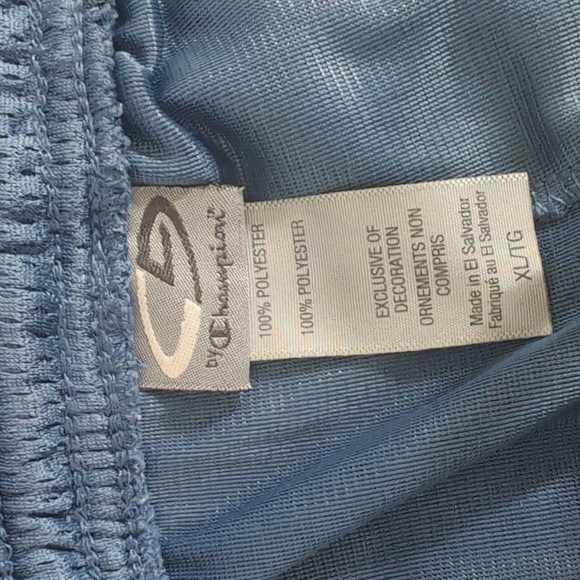 by Champion
100% POLYESTER
100% POLYESTER
EXCLUSIVE OF
DECORATION
ORNEMENTS NON
COMPRIS
Made in El Salvador
Fabriqué au El Salvador
XL/TG